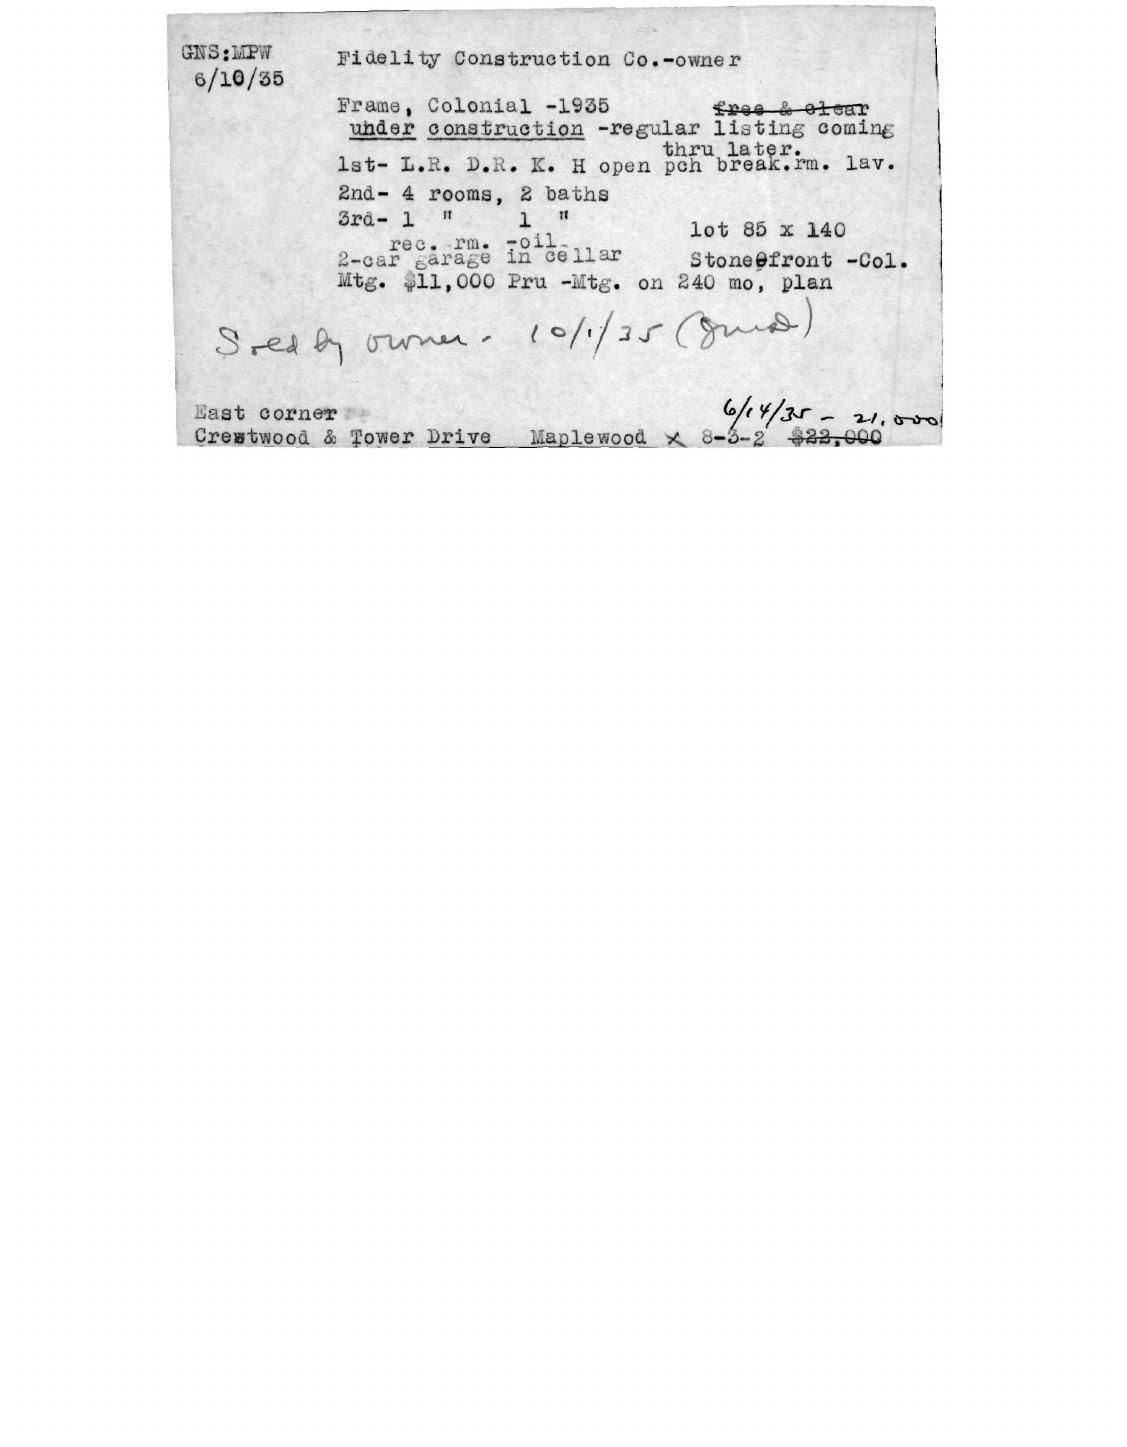 GNS:MPW
6/10/35
Fidelity Construction Co.-owner
Frame, Colonial -1935 free & clear
under construction -regular listing coming
thru later.
1st- L.R. D.R. K. H open pch break.rm. lav.
2nd- 4 rooms, 2 baths
3rd- 1 " 1 "
lot 85 x 140
rec. rm. -oil-
2-car garage in cellar
Stone front -Col.
Mtg. $11,000 Pru -Mtg. on 240 mo, plan
Sold by owner - 10/1/35
East corner
6/14/35 - 21,000
Crestwood & Tower Drive Maplewood x 8-3-2 $22,000